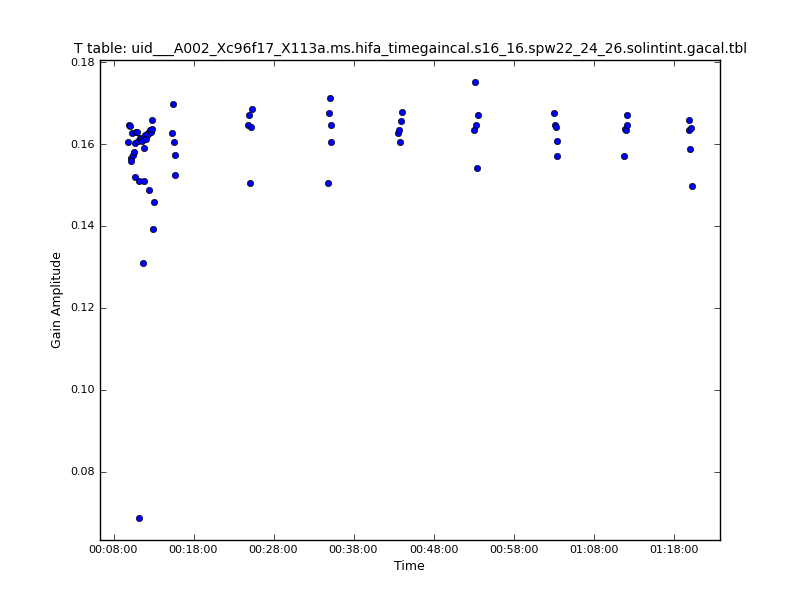 T table: uid___A002_Xc96f17_X113a.ms.hifa_timegaincal.s16_16.spw22_24_26.solintint.gacal.tbl
0.18
0.16
0.14
0.12
0.10
0.08
Gain Amplitude
00:08:00 00:18:00 00:28:00 00:38:00 00:48:00 00:58:00 01:08:00 01:18:00
Time